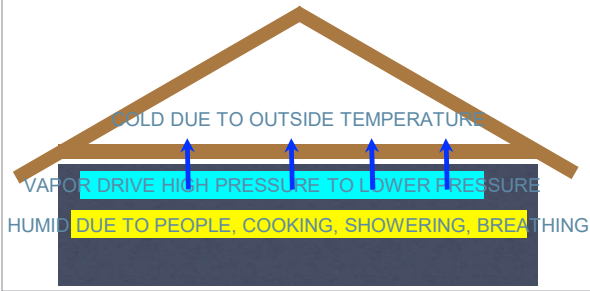 COLD DUE TO OUTSIDE TEMPERATURE
VAPOR DRIVE HIGH PRESSURE TO LOWER PRESSURE
HUMID DUE TO PEOPLE, COOKING, SHOWERING, BREATHING